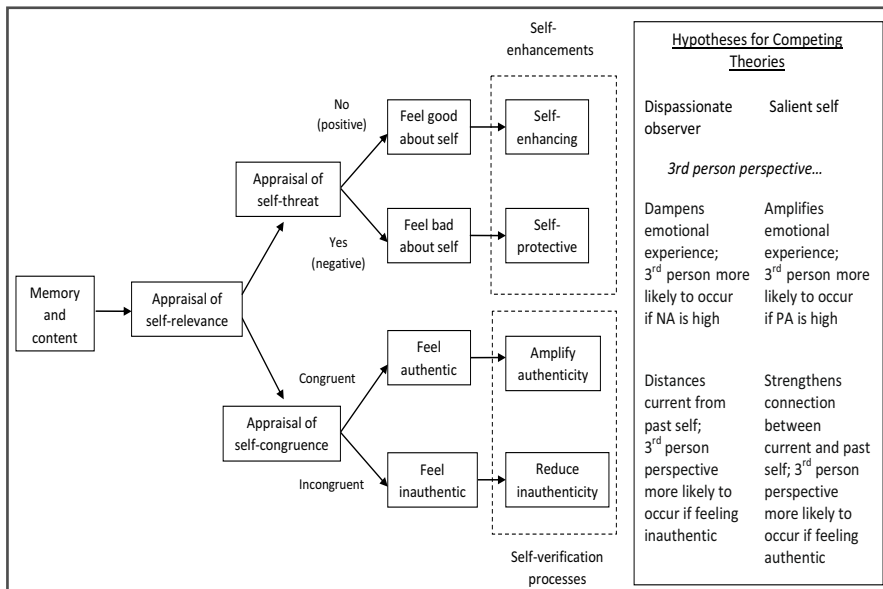 Self-
enhancements
No
(positive)
Feel good
about self
Self-
enhancing
Appraisal of
self-threat
Yes
(negative)
Feel bad
about self
Self-
protective
Memory
and
content
Appraisal of
self-relevance
Congruent
Feel
authentic
Amplify
authenticity
Appraisal of
self-congruence
Incongruent
Feel
inauthentic
Reduce
inauthenticity
Self-verification
processes
Hypotheses for Competing
Theories
Dispassionate
observer
Salient self
3rd person perspective...
Dampens
emotional
experience;
3rd person more
likely to occur
if NA is high
Amplifies
emotional
experience;
3rd person more
likely to occur
if PA is high
Distances
current from
past self;
3rd person
perspective
more likely to
occur if feeling
inauthentic
Strengthens
connection
between
current and past
self; 3rd person
perspective
more likely to
occur if feeling
authentic